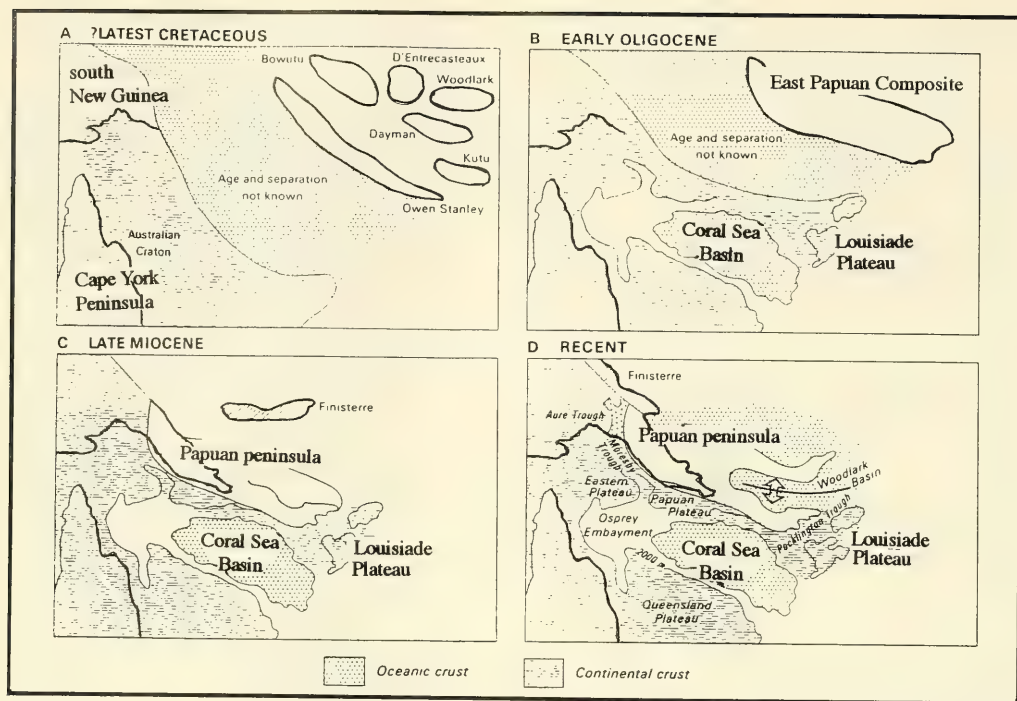 A ?LATEST CRETACEOUS
south
New Guinea
Bowutu
D'Entrecasteaux
Woodlark
Dayman
Kutu
Owen Stanley
Age and separation
not known
Australian
Craton
Cape York
Peninsula
B EARLY OLIGOCENE
East Papuan Composite
Age and separation
not known
Coral Sea
Basin
Louisiade
Plateau
C LATE MIOCENE
Finisterre
Papuan peninsula
Coral Sea
Basin
Louisiade
Plateau
D RECENT
Finisterre
Aure Trough
Papuan peninsula
Moresby
Trough
Eastern
Plateau
Papuan
Plateau
Woodlark
Basin
Pocklington Trough
Osprey
Embayment
2000 m
Coral Sea
Basin
Louisiade
Plateau
Queensland
Plateau
Oceanic crust
Continental crust